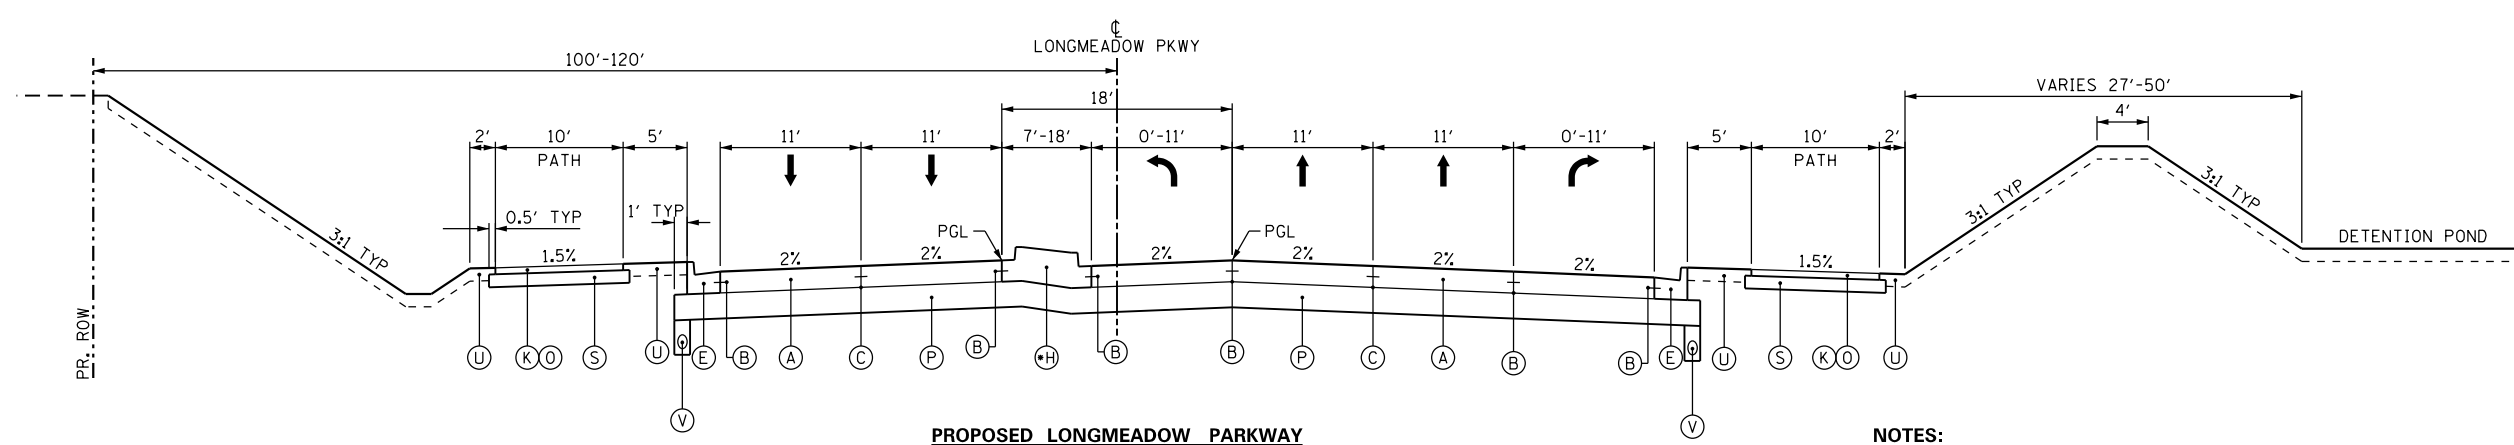 ℄
LONGMEADOW PKWY
100'-120'
VARIES 27'-50'
18'
4'
2' 10' 5' 11' 11' 7'-18' 0'-11' 11' 11' 0'-11' 5' 10' 2'
PATH PATH
0.5' TYP 1' TYP
3:1 TYP 3:1 TYP 3:1 TYP
PGL PGL
DETENTION POND
1.5% 2% 2% 2% 2% 2% 2% 1.5%
PR. ROW
U K O S U E B A C P B *H B B P C A B B E U S K O U
V V
PROPOSED LONGMEADOW PARKWAY
NOTES: